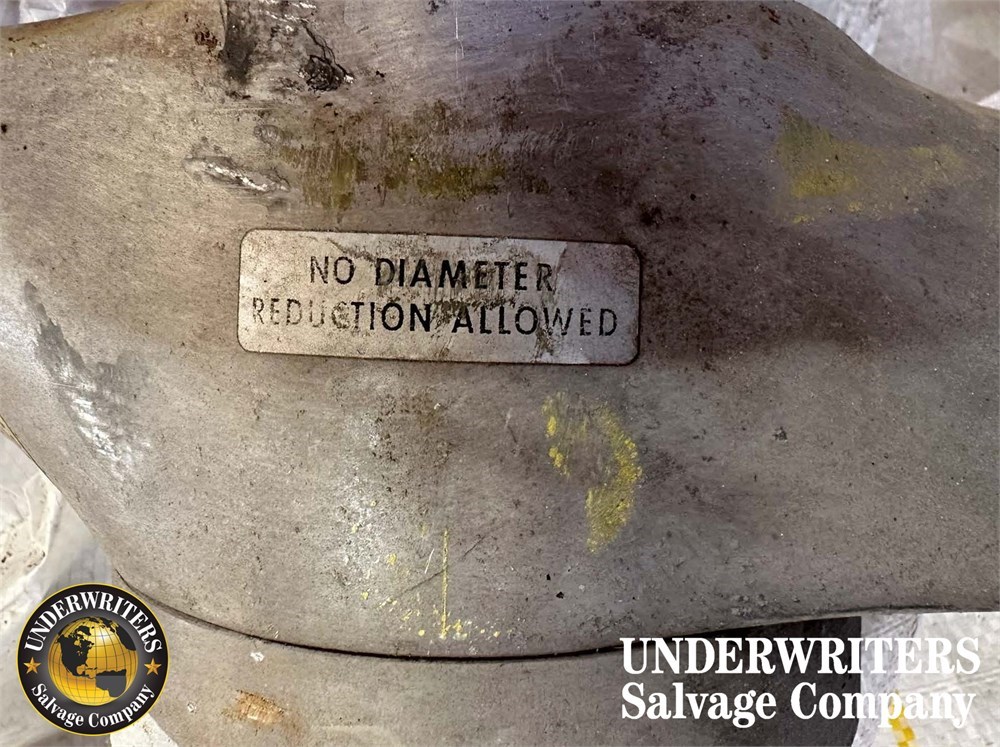 NO DIAMETER
REDUCTION ALLOWED
UNDERWRITERS
Salvage Company
UNDERWRITERS
Salvage Company